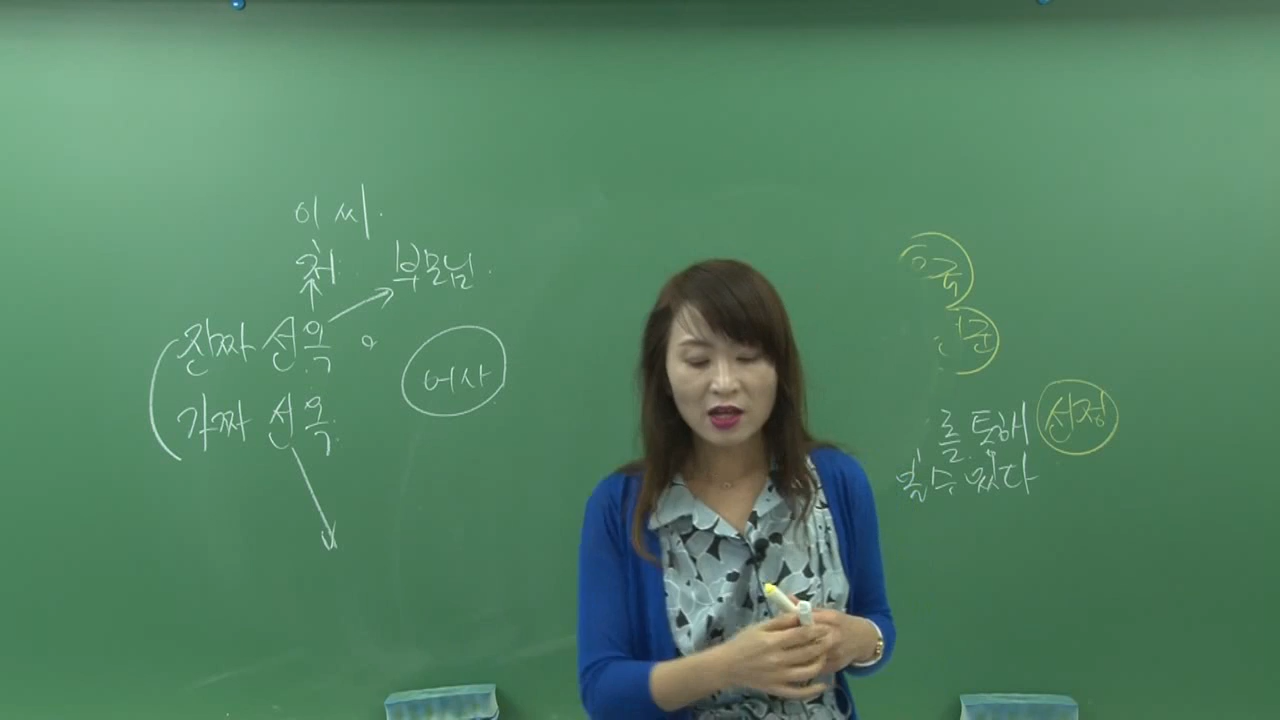 이씨.
처. 부모님.
진짜 선옥
가짜 선옥.
어사
를 통해 선정
수 있다